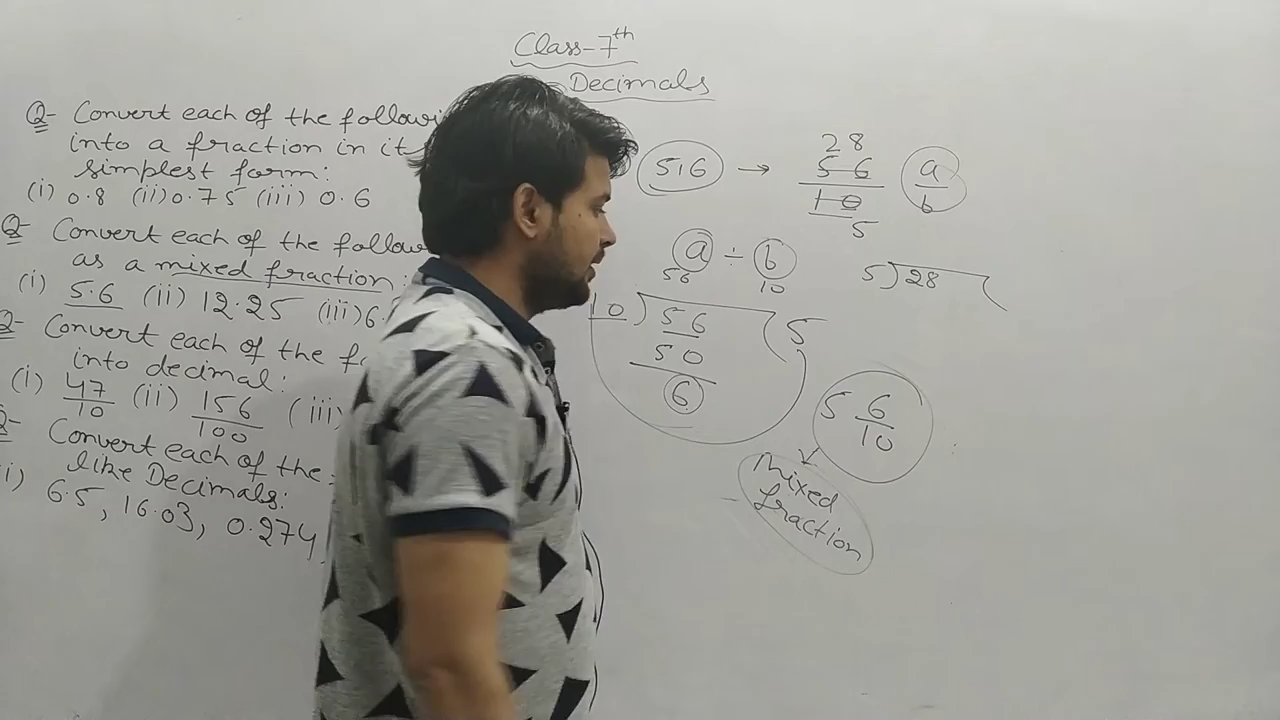 Class-7th
Decimals
Q- Convert each of the followi
into a fraction in it
simplest form:
(i) 0.8 (ii) 0.75 (iii) 0.6
Q- Convert each of the follow
as a mixed fraction:
(i) 5.6 (ii) 12.25 (iii) 6.
Q- Convert each of the f
into decimal:
(i) 47/10 (ii) 156/100 (iii)
Q- Convert each of the
like Decimals:
i) 6.5, 16.03, 0.274,
5.6 → 28
56 a
10 b
5
a ÷ b
56 10
10) 56 (5
50
6
5) 28 (
5 6/10
mixed
fraction